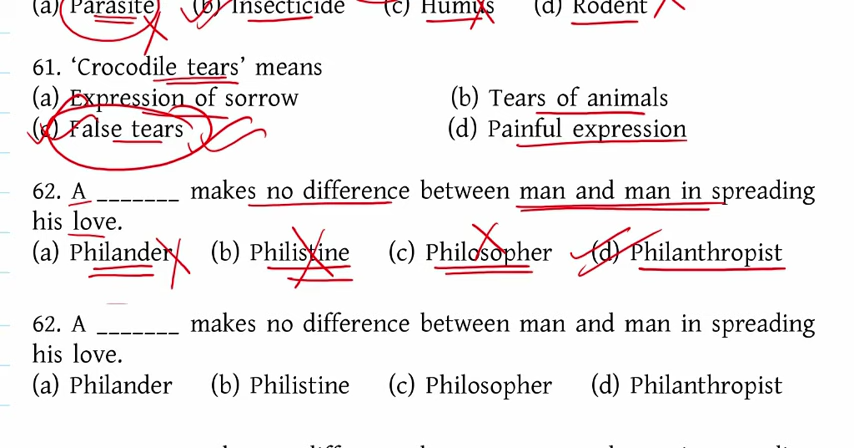 (a) Parasite (b) Insecticide (c) Humus (d) Rodent
61. ‘Crocodile tears’ means
(a) Expression of sorrow (b) Tears of animals
(c) False tears (d) Painful expression
62. A _______ makes no difference between man and man in spreading
his love.
(a) Philander (b) Philistine (c) Philosopher (d) Philanthropist
62. A _______ makes no difference between man and man in spreading
his love.
(a) Philander (b) Philistine (c) Philosopher (d) Philanthropist